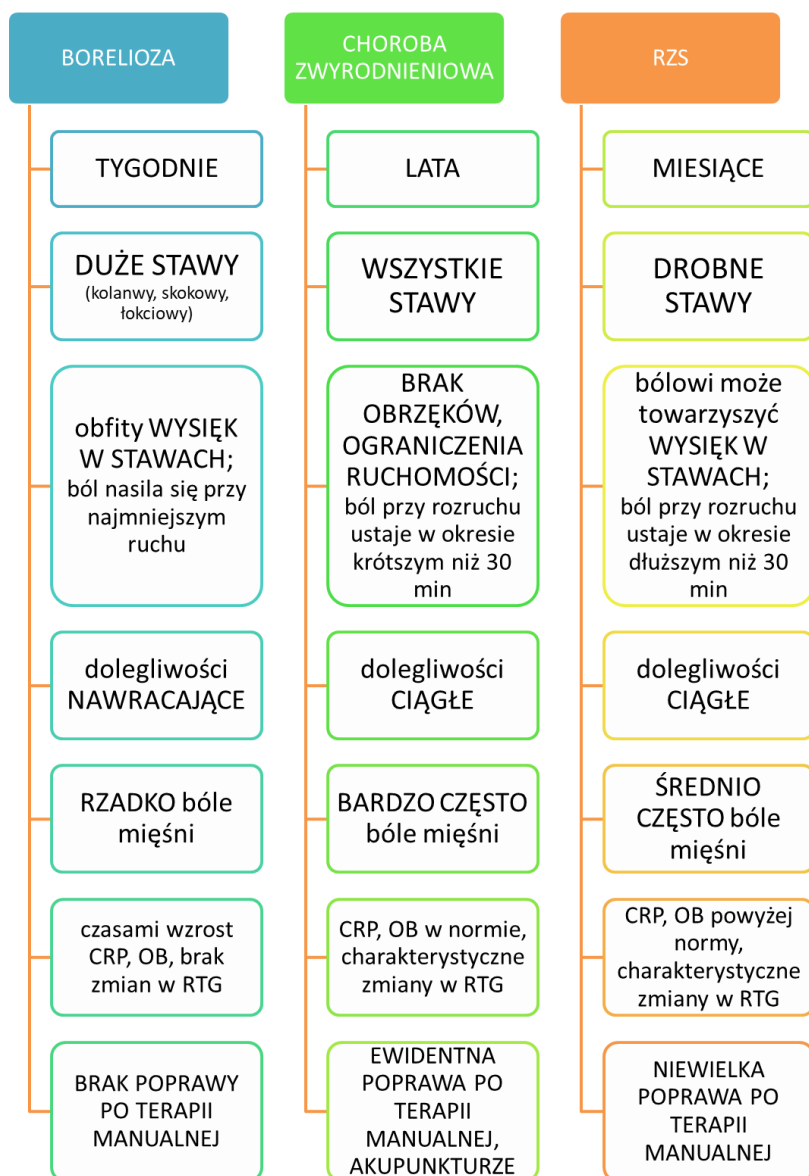 BORELIOZA
TYGODNIE
DUŻE STAWY
(kolanwy, skokowy,
łokciowy)
obfity WYSIĘK
W STAWACH;
ból nasila się przy
najmniejszym
ruchu
dolegliwości
NAWRACAJĄCE
RZADKO bóle
mięśni
czasami wzrost
CRP, OB, brak
zmian w RTG
BRAK POPRAWY
PO TERAPII
MANUALNEJ
CHOROBA
ZWYRODNIENIOWA
LATA
WSZYSTKIE
STAWY
BRAK
OBRZĘKÓW,
OGRANICZENIA
RUCHOMOŚCI;
ból przy rozruchu
ustaje w okresie
krótszym niż 30
min
dolegliwości
CIĄGŁE
BARDZO CZĘSTO
bóle mięśni
CRP, OB w normie,
charakterystyczne
zmiany w RTG
EWIDENTNA
POPRAWA PO
TERAPII
MANUALNEJ,
AKUPUNKTURZE
RZS
MIESIĄCE
DROBNE
STAWY
bólowi może
towarzyszyć
WYSIĘK W
STAWACH;
ból przy rozruchu
ustaje w okresie
dłuższym niż 30
min
dolegliwości
CIĄGŁE
ŚREDNIO
CZĘSTO bóle
mięśni
CRP, OB powyżej
normy,
charakterystyczne
zmiany w RTG
NIEWIELKA
POPRAWA PO
TERAPII
MANUALNEJ